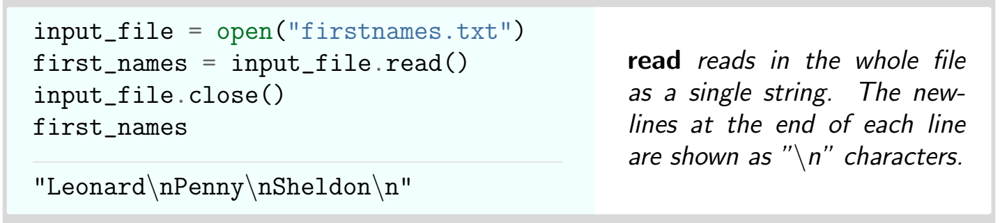 input_file = open("firstnames.txt")
first_names = input_file.read()
input_file.close()
first_names
"Leonard\nPenny\nSheldon\n"
read reads in the whole file
as a single string. The new-
lines at the end of each line
are shown as ”\n” characters.